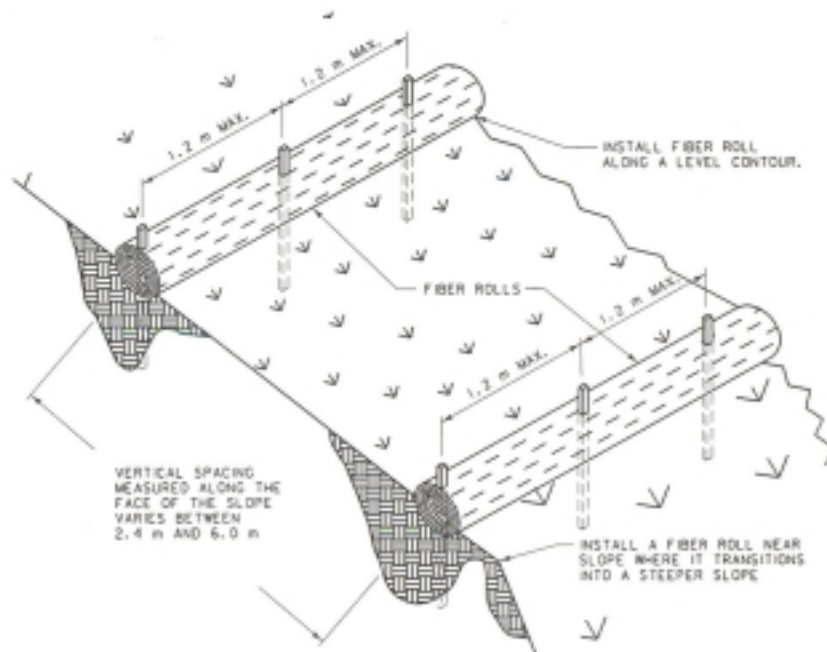 1.2 m MAX.
1.2 m MAX.
INSTALL FIBER ROLL
ALONG A LEVEL CONTOUR.
FIBER ROLLS
1.2 m MAX.
1.2 m MAX.
VERTICAL SPACING
MEASURED ALONG THE
FACE OF THE SLOPE
VARIES BETWEEN
2.4 m AND 6.0 m
INSTALL A FIBER ROLL NEAR
SLOPE WHERE IT TRANSITIONS
INTO A STEEPER SLOPE